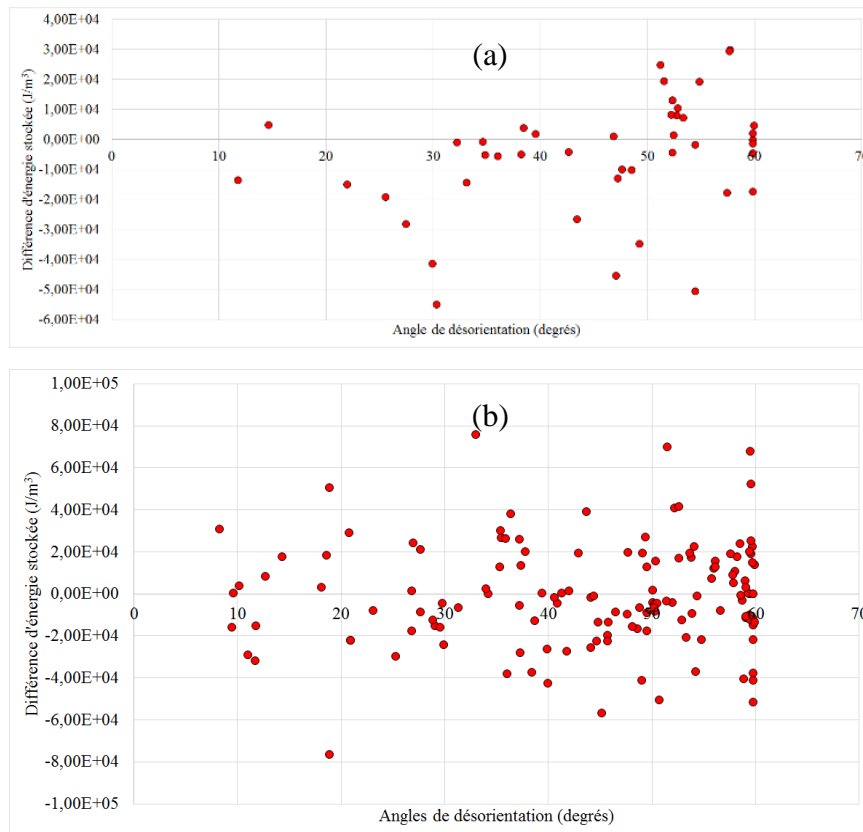 4,00E+04
3,00E+04
2,00E+04
1,00E+04
0,00E+00
-1,00E+04
-2,00E+04
-3,00E+04
-4,00E+04
-5,00E+04
-6,00E+04
Différence d'énergie stockée (J/m³)
(a)
0 10 20 30 40 50 60 70
Angle de désorientation (degrés)
1,00E+05
8,00E+04
6,00E+04
4,00E+04
2,00E+04
0,00E+00
-2,00E+04
-4,00E+04
-6,00E+04
-8,00E+04
-1,00E+05
Différence d'énergie stockée (J/m³)
(b)
0 10 20 30 40 50 60 70
Angles de désorientation (degrés)